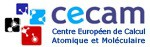 cecam
Centre Européen de Calcul
Atomique et Moléculaire